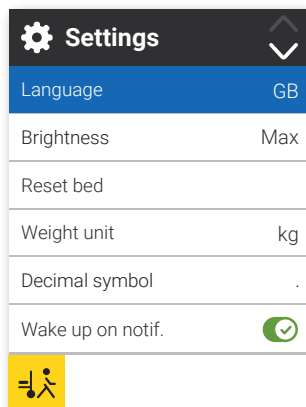 Settings
Language GB
Brightness Max
Reset bed
Weight unit kg
Decimal symbol .
Wake up on notif.